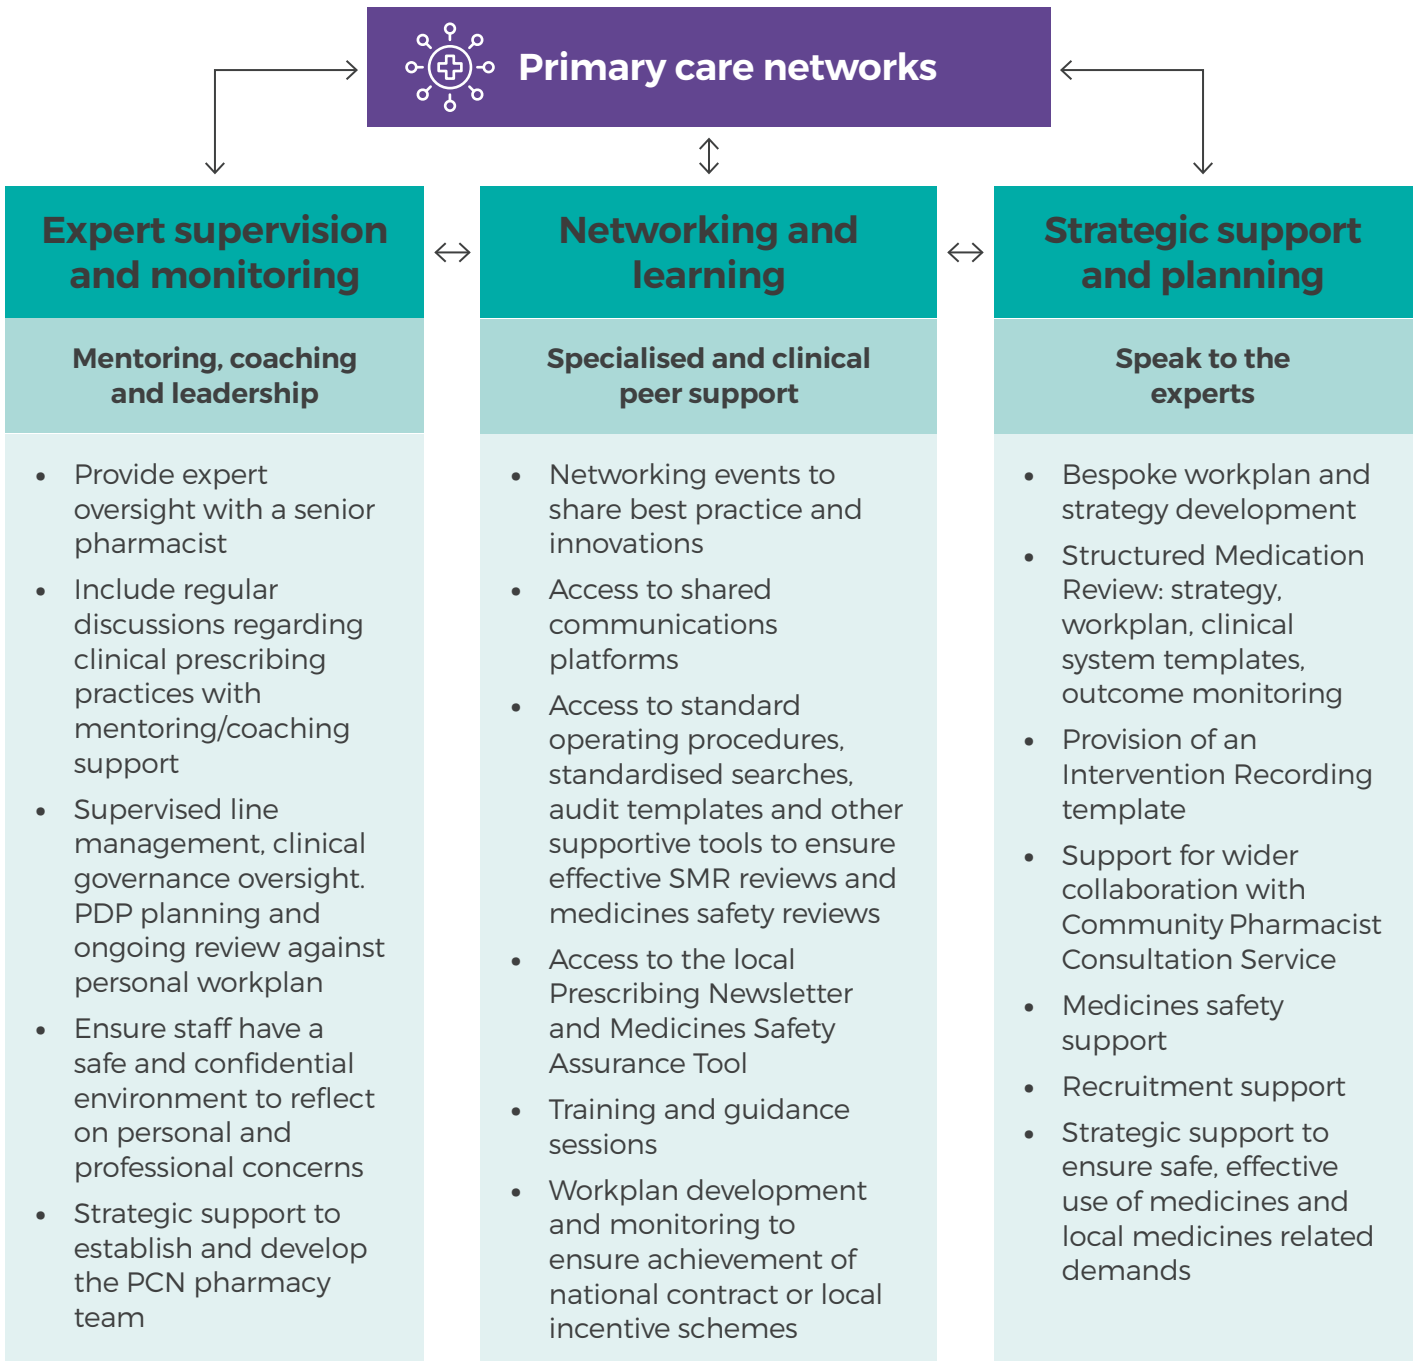 Primary care networks
Expert supervision
and monitoring
Mentoring, coaching
and leadership
• Provide expert
oversight with a senior
pharmacist
• Include regular
discussions regarding
clinical prescribing
practices with
mentoring/coaching
support
• Supervised line
management, clinical
governance oversight.
PDP planning and
ongoing review against
personal workplan
• Ensure staff have a
safe and confidential
environment to reflect
on personal and
professional concerns
• Strategic support to
establish and develop
the PCN pharmacy
team
Networking and
learning
Specialised and clinical
peer support
• Networking events to
share best practice and
innovations
• Access to shared
communications
platforms
• Access to standard
operating procedures,
standardised searches,
audit templates and other
supportive tools to ensure
effective SMR reviews and
medicines safety reviews
• Access to the local
Prescribing Newsletter
and Medicines Safety
Assurance Tool
• Training and guidance
sessions
• Workplan development
and monitoring to
ensure achievement of
national contract or local
incentive schemes
Strategic support
and planning
Speak to the
experts
• Bespoke workplan and
strategy development
• Structured Medication
Review: strategy,
workplan, clinical
system templates,
outcome monitoring
• Provision of an
Intervention Recording
template
• Support for wider
collaboration with
Community Pharmacist
Consultation Service
• Medicines safety
support
• Recruitment support
• Strategic support to
ensure safe, effective
use of medicines and
local medicines related
demands